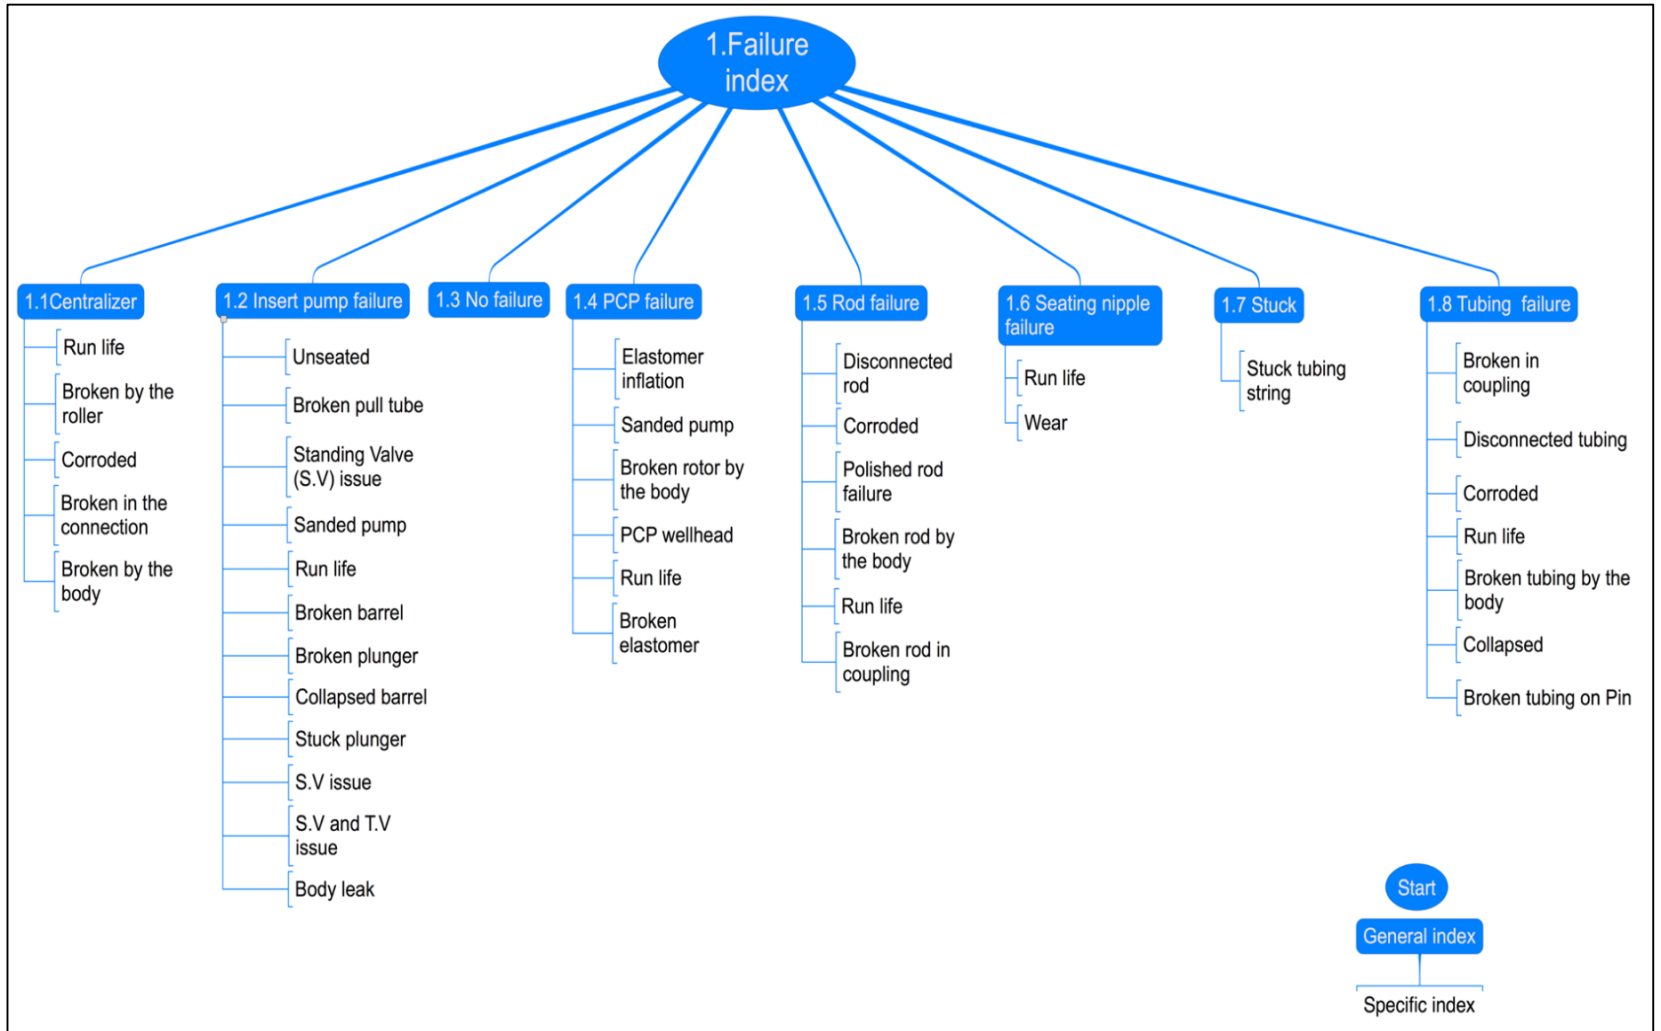 1.Failure
index
1.1Centralizer
Run life
Broken by the
roller
Corroded
Broken in the
connection
Broken by the
body
1.2 Insert pump failure
Unseated
Broken pull tube
Standing Valve
(S.V) issue
Sanded pump
Run life
Broken barrel
Broken plunger
Collapsed barrel
Stuck plunger
S.V issue
S.V and T.V
issue
Body leak
1.3 No failure
1.4 PCP failure
Elastomer
inflation
Sanded pump
Broken rotor by
the body
PCP wellhead
Run life
Broken
elastomer
1.5 Rod failure
Disconnected
rod
Corroded
Polished rod
failure
Broken rod by
the body
Run life
Broken rod in
coupling
1.6 Seating nipple
failure
Run life
Wear
1.7 Stuck
Stuck tubing
string
1.8 Tubing  failure
Broken in
coupling
Disconnected tubing
Corroded
Run life
Broken tubing by the
body
Collapsed
Broken tubing on Pin
Start
General index
Specific index